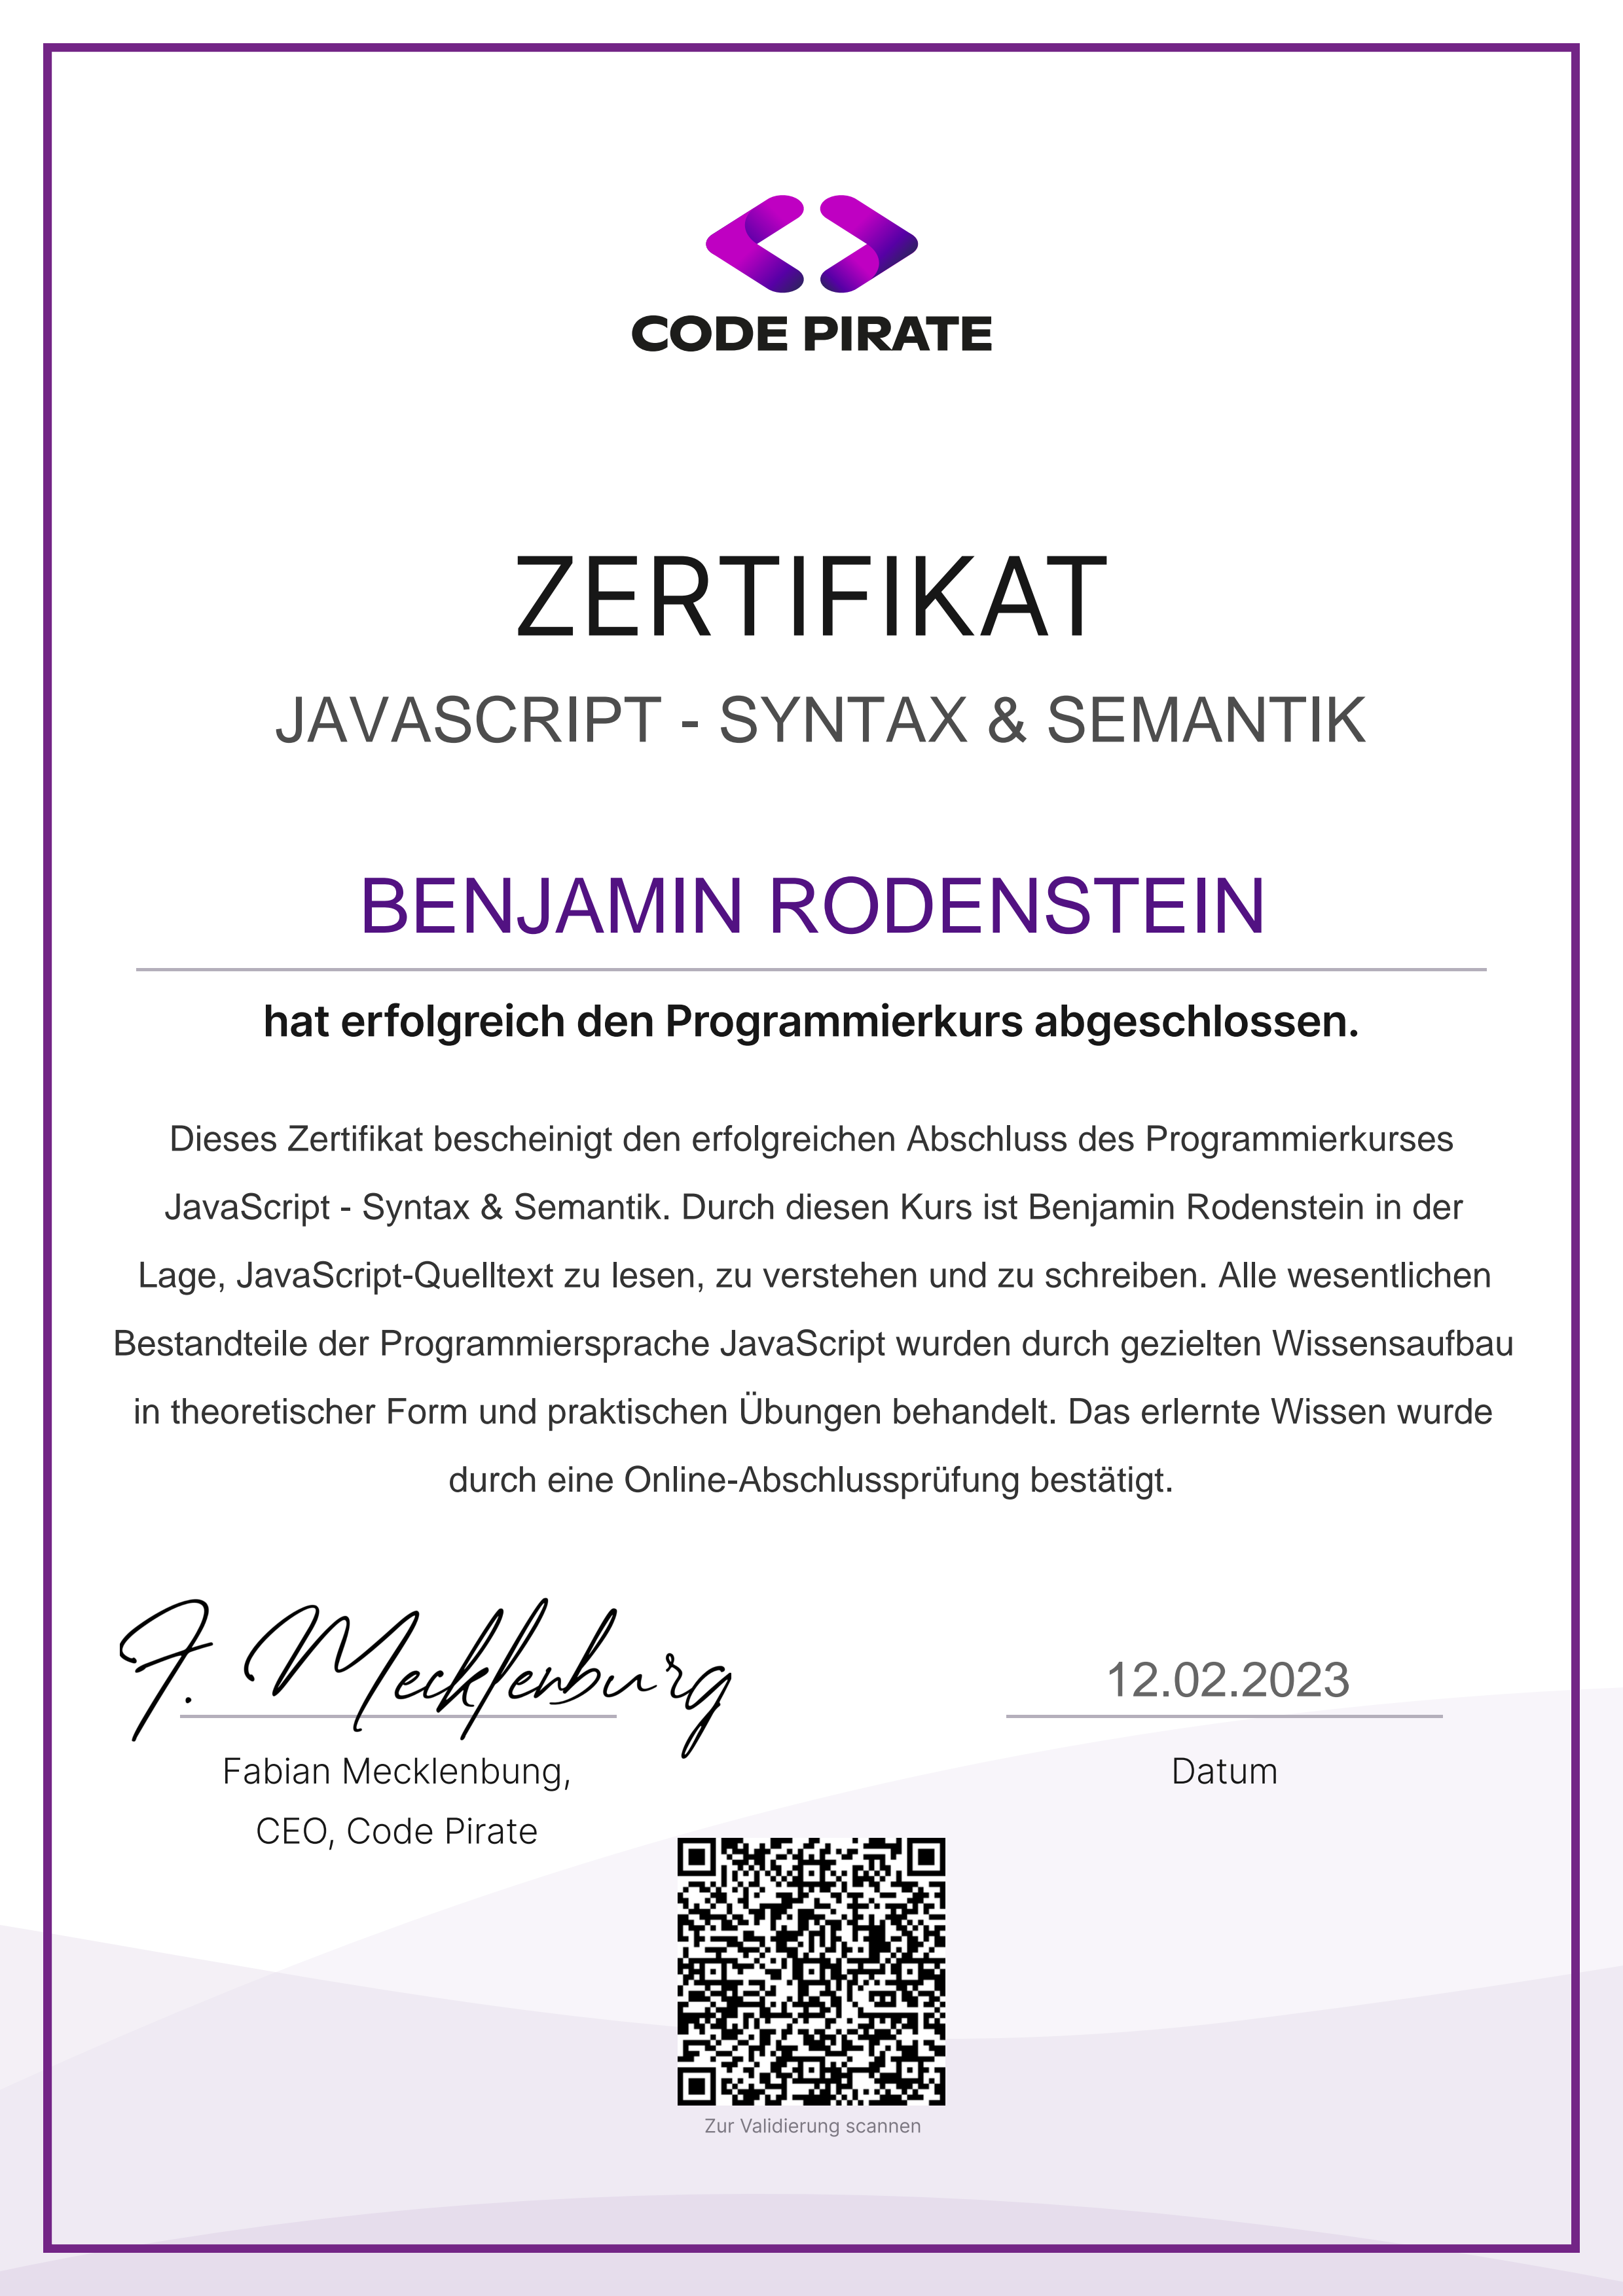 CODE PIRATE
ZERTIFIKAT
JAVASCRIPT - SYNTAX & SEMANTIK
BENJAMIN RODENSTEIN
hat erfolgreich den Programmierkurs abgeschlossen.
Dieses Zertifikat bescheinigt den erfolgreichen Abschluss des Programmierkurses
JavaScript - Syntax & Semantik. Durch diesen Kurs ist Benjamin Rodenstein in der
Lage, JavaScript-Quelltext zu lesen, zu verstehen und zu schreiben. Alle wesentlichen
Bestandteile der Programmiersprache JavaScript wurden durch gezielten Wissensaufbau
in theoretischer Form und praktischen Übungen behandelt. Das erlernte Wissen wurde
durch eine Online-Abschlussprüfung bestätigt.
F. Mecklenburg
12.02.2023
Fabian Mecklenbung,
CEO, Code Pirate
Datum
Zur Validierung scannen